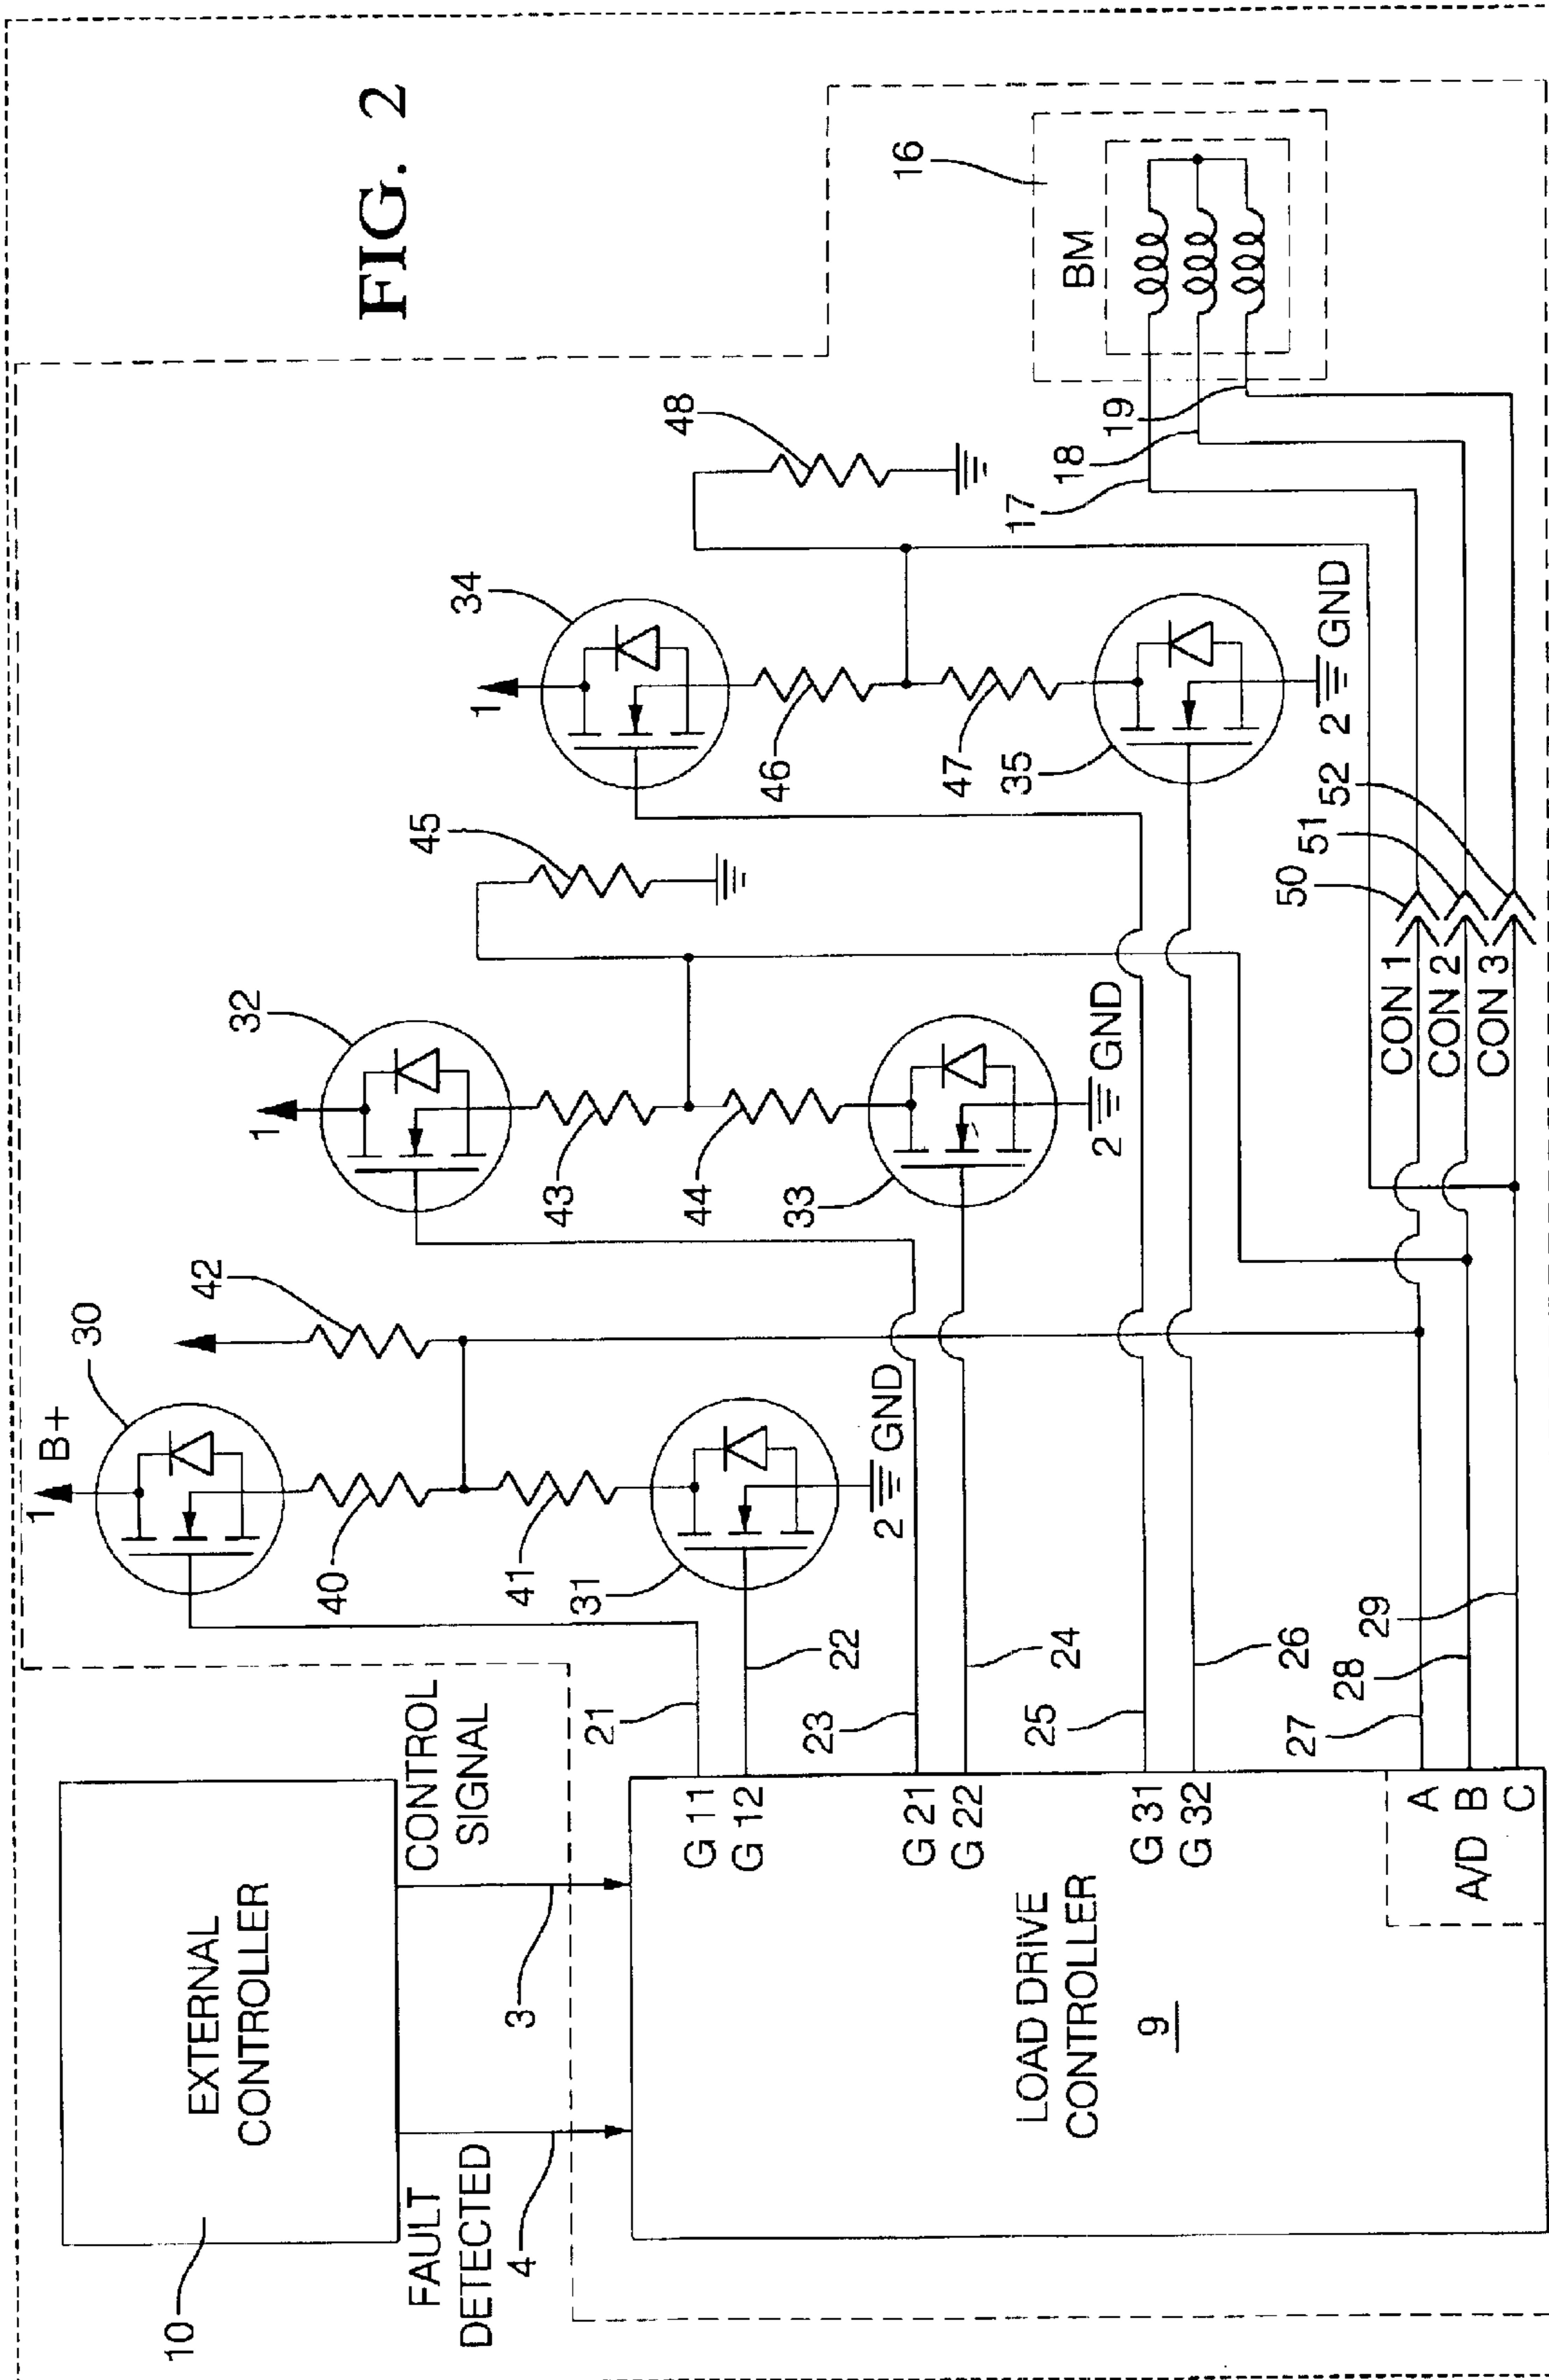 FIG. 2
10
EXTERNAL
CONTROLLER
FAULT
DETECTED
4
3
CONTROL
SIGNAL
LOAD DRIVE
CONTROLLER
9
G 11
G 12
G 21
G 22
G 31
G 32
A/D
A
B
C
21
22
23
24
25
26
27
28
29
1
B+
30
40
41
31
2
GND
42
1
32
43
44
33
2
GND
45
1
34
46
47
35
2
GND
48
CON 1
CON 2
CON 3
50
51
52
17
18
19
BM
16